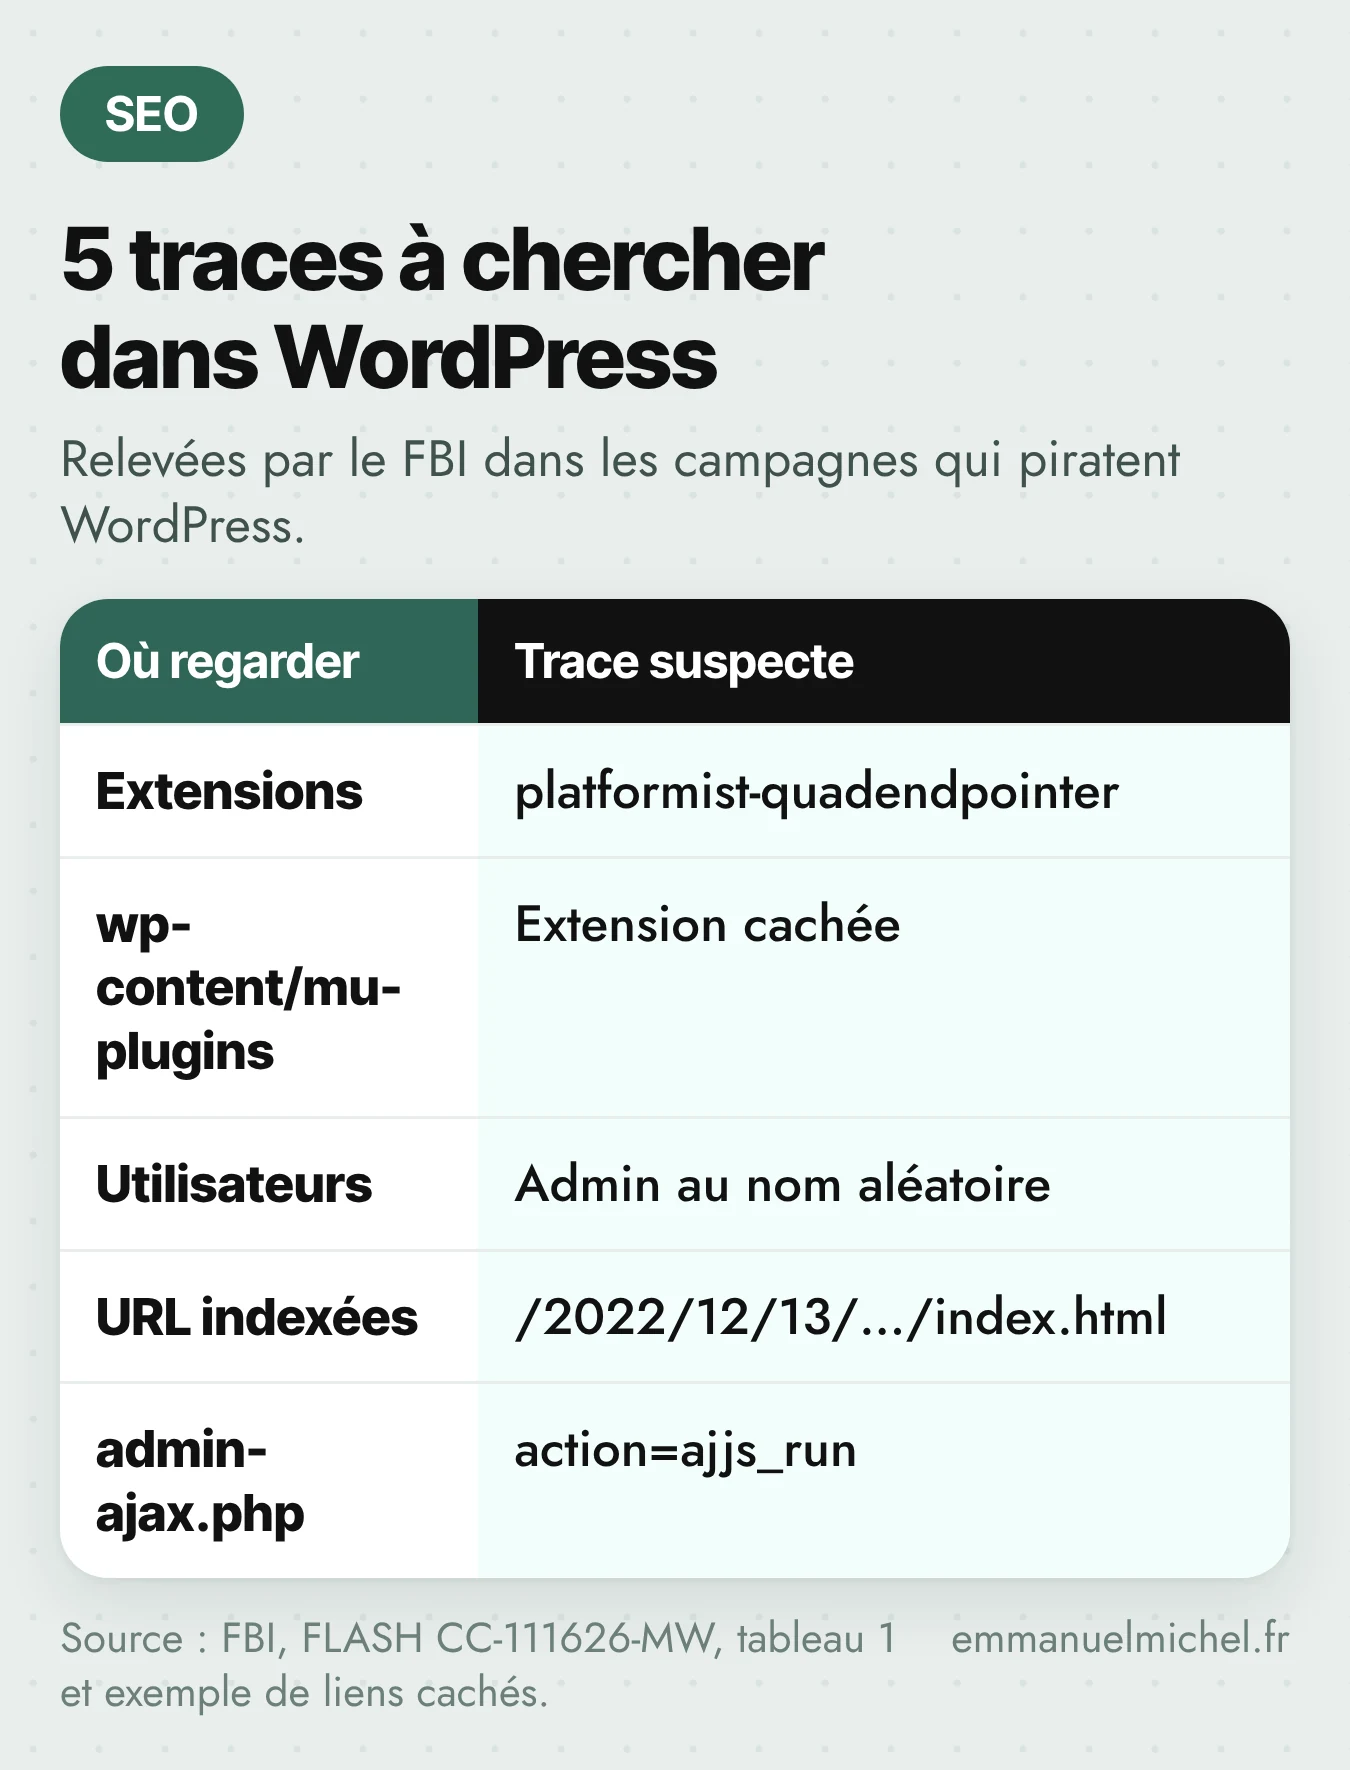 SEO
5 traces à chercher
dans WordPress
Relevées par le FBI dans les campagnes qui piratent
WordPress.
Où regarder
Trace suspecte
Extensions
platformist-quadendpointer
wp-
content/mu-
plugins
Extension cachée
Utilisateurs
Admin au nom aléatoire
URL indexées
/2022/12/13/.../index.html
admin-
ajax.php
action=ajjs_run
Source : FBI, FLASH CC-111626-MW, tableau 1
et exemple de liens cachés.
emmanuelmichel.fr